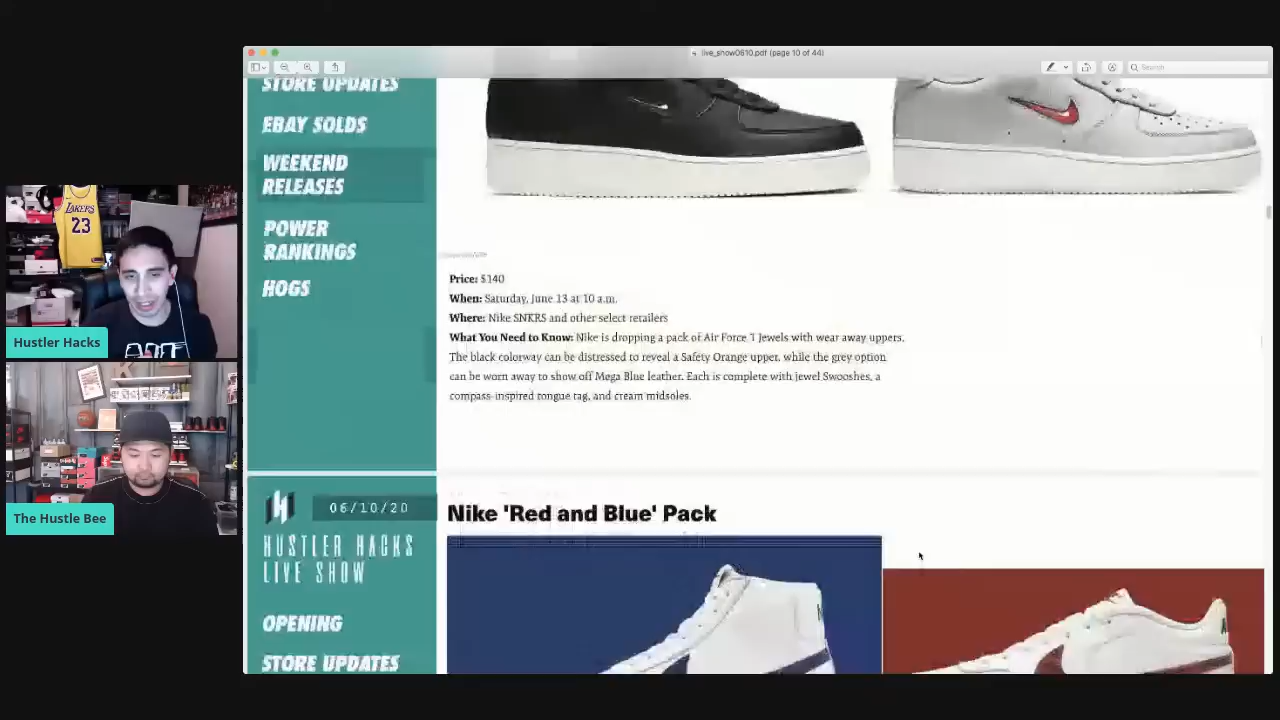 live_show0610.pdf (page 10 of 44)
Search
STORE UPDATES
EBAY SOLDS
WEEKEND
RELEASES
POWER
RANKINGS
HOGS
Price: $140
When: Saturday, June 13 at 10 a.m.
Where: Nike SNKRS and other select retailers
What You Need to Know: Nike is dropping a pack of Air Force 1 Jewels with wear away uppers.
The black colorway can be distressed to reveal a Safety Orange upper, while the grey option
can be worn away to show off Mega Blue leather. Each is complete with jewel Swooshes, a
compass-inspired tongue tag, and cream midsoles.
06/10/20
HUSTLER HACKS
LIVE SHOW
OPENING
STORE UPDATES
Nike 'Red and Blue' Pack
LAKERS
23
Hustler Hacks
The Hustle Bee